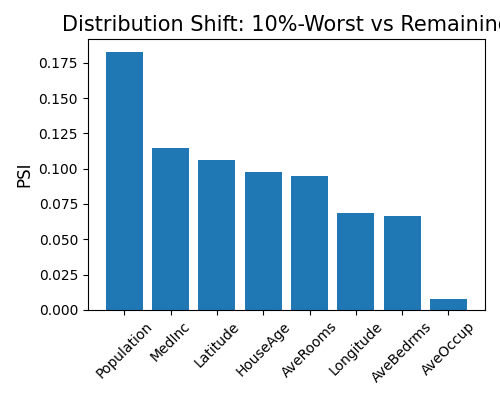 Distribution Shift: 10%-Worst vs Remaining
PSI
0.175
0.150
0.125
0.100
0.075
0.050
0.025
0.000
Population
MedInc
Latitude
HouseAge
AveRooms
Longitude
AveBedrms
AveOccup